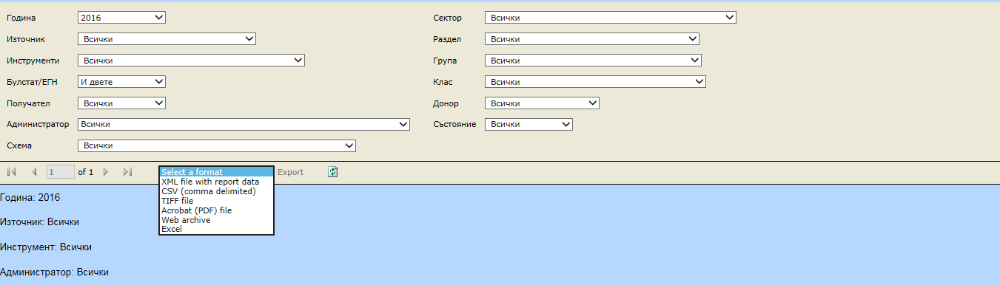 Година 2016 Сектор Всички
Източник Всички Раздел Всички
Инструменти Всички Група Всички
Булстат/ЕГН И двете Клас Всички
Получател Всички Донор Всички
Администратор Всички Състояние Всички
Схема Всички
1 of 1 Select a format Export
XML file with report data
CSV (comma delimited)
TIFF file
Acrobat (PDF) file
Web archive
Excel
Година: 2016
Източник: Всички
Инструмент: Всички
Администратор: Всички